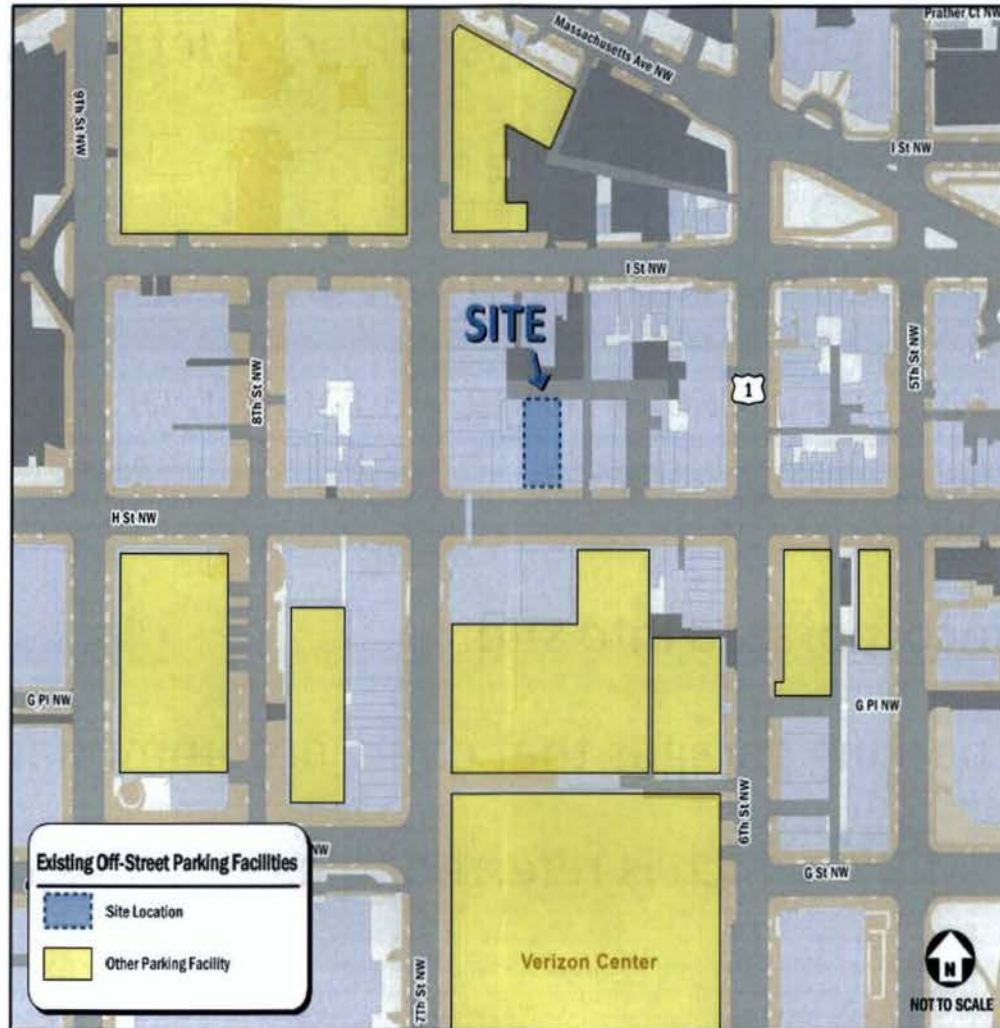 Prather Ct NW
Massachusetts Ave NW
9Th St NW
I St NW
I St NW
SITE
8Th St NW
1
5Th St NW
H St NW
G Pl NW
G Pl NW
6Th St NW
G St NW
NW
Verizon Center
7Th St NW
Existing Off-Street Parking Facilities
Site Location
Other Parking Facility
N
NOT TO SCALE